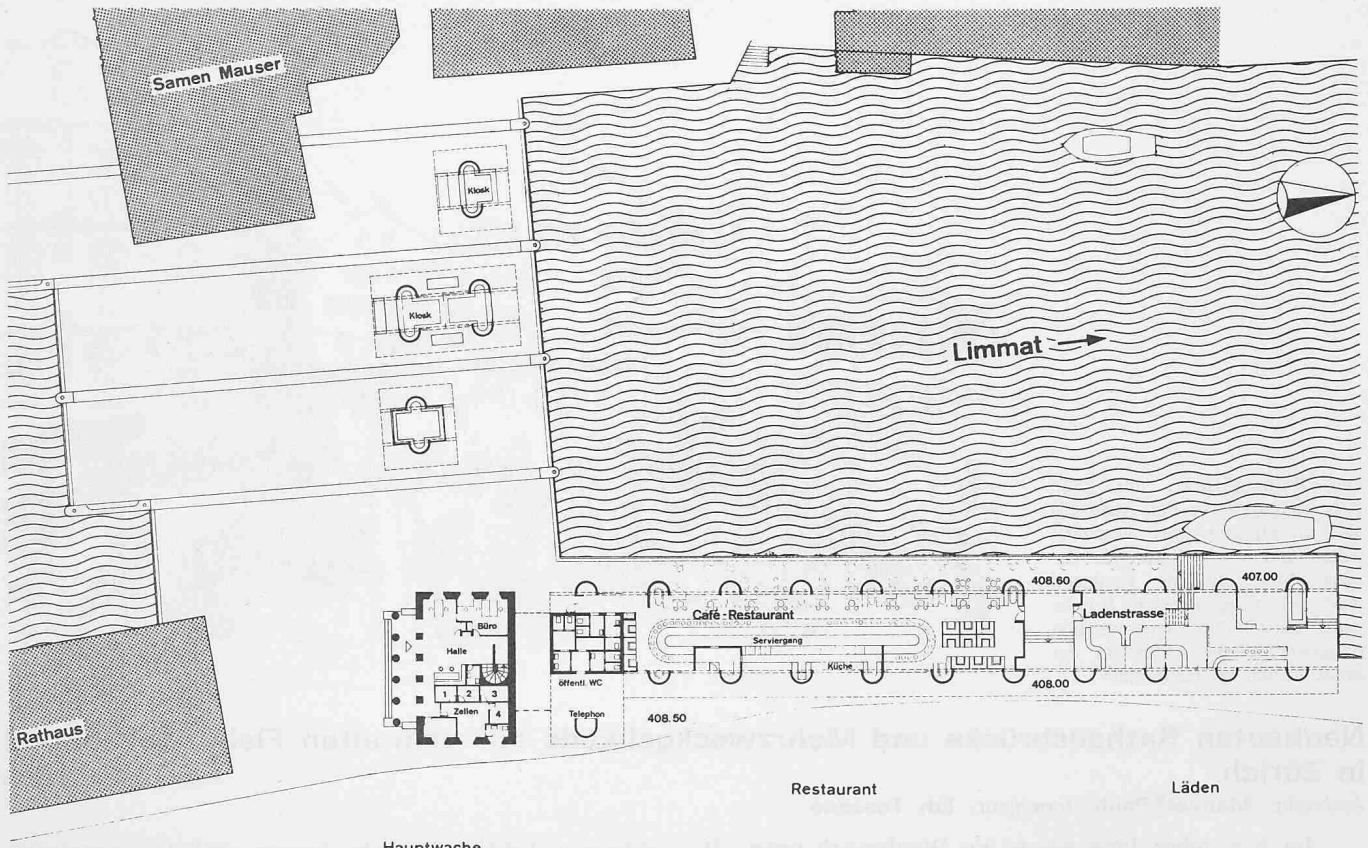 Samen Mauser
Kiosk
Kiosk
Limmat
Café-Restaurant
Serviergang
Küche
408.60
407.00
Ladenstrasse
408.00
Büro
Halle
1 2 3
Zellen 4
öffentl. WC
Telephon
408.50
Rathaus
Restaurant
Läden
Hauptwache